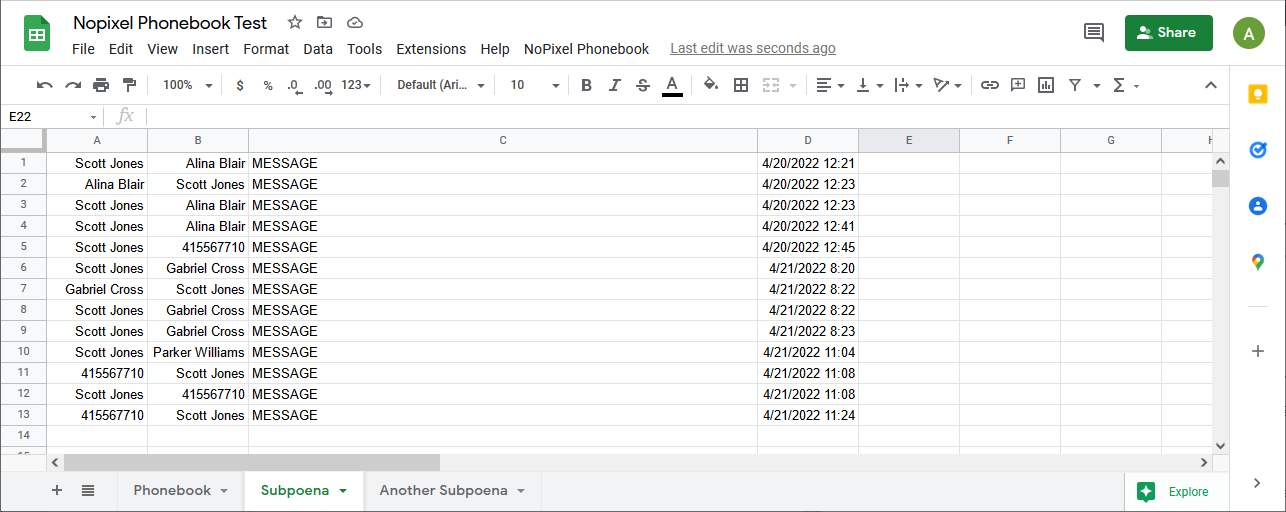 Nopixel Phonebook Test
File Edit View Insert Format Data Tools Extensions Help NoPixel Phonebook Last edit was seconds ago
Share
A
100% $ % .0 .00 123 Default (Ari... 10 B I S A
E22 fx
A B C D E F G H
1 Scott Jones Alina Blair MESSAGE 4/20/2022 12:21
2 Alina Blair Scott Jones MESSAGE 4/20/2022 12:23
3 Scott Jones Alina Blair MESSAGE 4/20/2022 12:23
4 Scott Jones Alina Blair MESSAGE 4/20/2022 12:41
5 Scott Jones 415567710 MESSAGE 4/20/2022 12:45
6 Scott Jones Gabriel Cross MESSAGE 4/21/2022 8:20
7 Gabriel Cross Scott Jones MESSAGE 4/21/2022 8:22
8 Scott Jones Gabriel Cross MESSAGE 4/21/2022 8:22
9 Scott Jones Gabriel Cross MESSAGE 4/21/2022 8:23
10 Scott Jones Parker Williams MESSAGE 4/21/2022 11:04
11 415567710 Scott Jones MESSAGE 4/21/2022 11:08
12 Scott Jones 415567710 MESSAGE 4/21/2022 11:08
13 415567710 Scott Jones MESSAGE 4/21/2022 11:24
14
Phonebook Subpoena Another Subpoena Explore